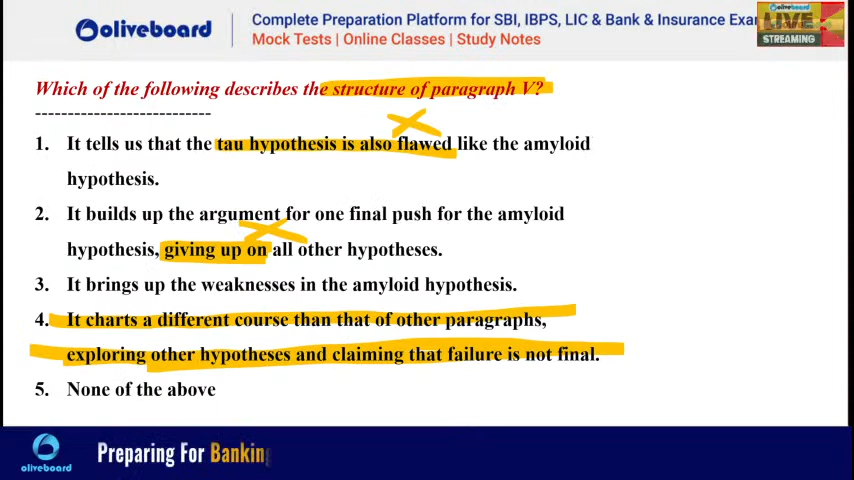 oliveboard
Complete Preparation Platform for SBI, IBPS, LIC & Bank & Insurance Exa
Mock Tests | Online Classes | Study Notes
oliveboard
LIVE
STREAMING
Which of the following describes the structure of paragraph V?
---------------------------
1. It tells us that the tau hypothesis is also flawed like the amyloid
hypothesis.
2. It builds up the argument for one final push for the amyloid
hypothesis, giving up on all other hypotheses.
3. It brings up the weaknesses in the amyloid hypothesis.
4. It charts a different course than that of other paragraphs,
exploring other hypotheses and claiming that failure is not final.
5. None of the above
oliveboard
Preparing For Banking